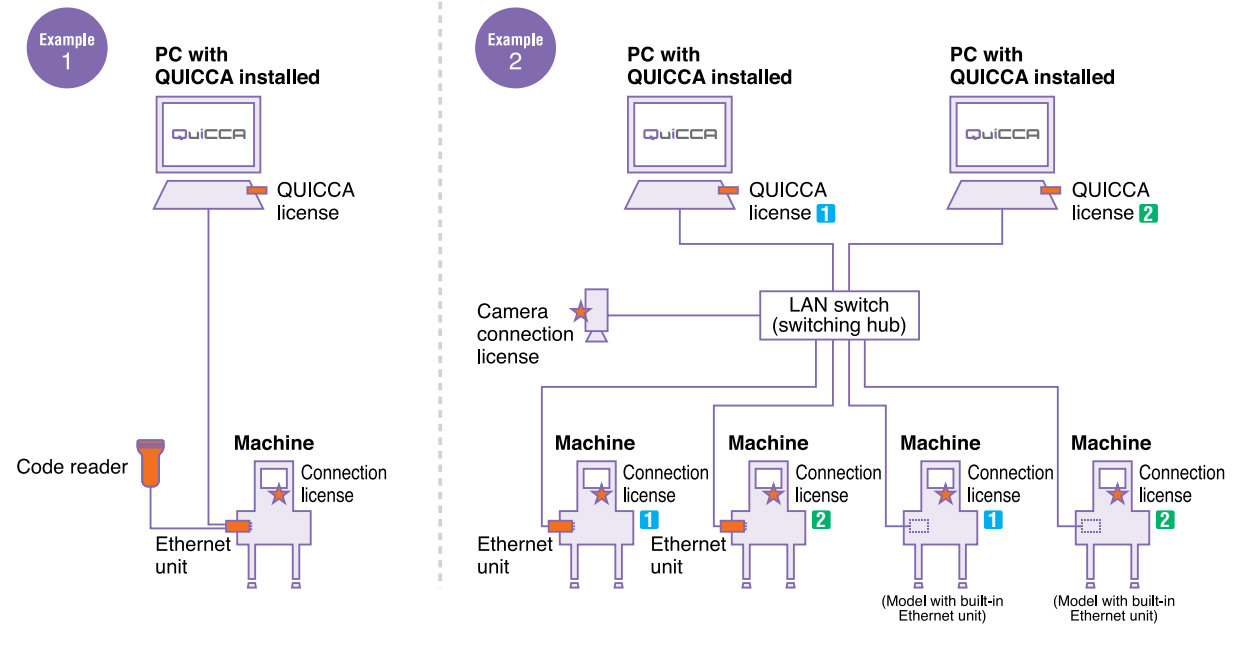 Example
1
PC with
QUICCA installed
QuiCCA
QUICCA
license
Code reader
Machine
Connection
license
Ethernet
unit
Example
2
PC with
QUICCA installed
QuiCCA
QUICCA
license 1
PC with
QUICCA installed
QuiCCA
QUICCA
license 2
LAN switch
(switching hub)
Camera
connection
license
Machine
Connection
license
1
Ethernet
unit
Machine
Connection
license
2
Ethernet
unit
Machine
Connection
license
1
(Model with built-in
Ethernet unit)
Machine
Connection
license
2
(Model with built-in
Ethernet unit)